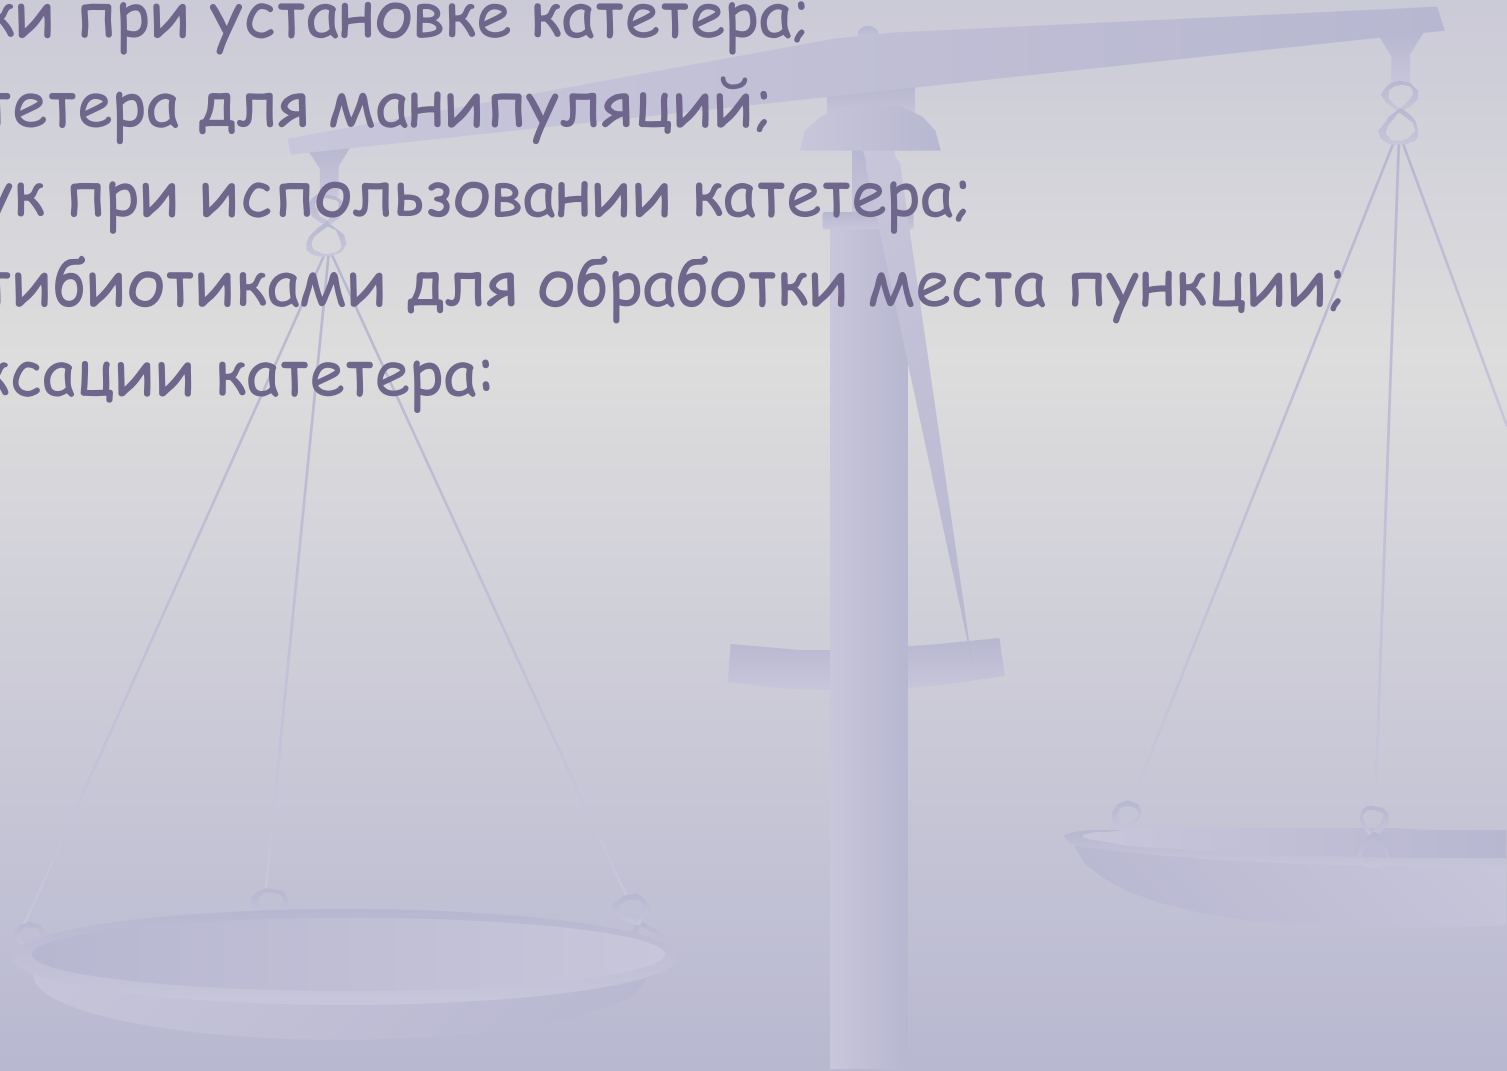 ки при установке катетера;
тетера для манипуляций;
ук при использовании катетера;
тибиотиками для обработки места пункции;
ксации катетера: